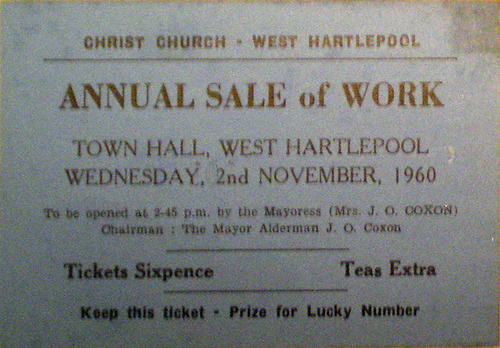 CHRIST CHURCH - WEST HARTLEPOOL
ANNUAL SALE of WORK
TOWN HALL, WEST HARTLEPOOL
WEDNESDAY, 2nd NOVEMBER, 1960
To be opened at 2-45 p.m. by the Mayoress (Mrs. J. O. COXON)
Chairman : The Mayor Alderman J. O. Coxon
Tickets Sixpence Teas Extra
Keep this ticket - Prize for Lucky Number